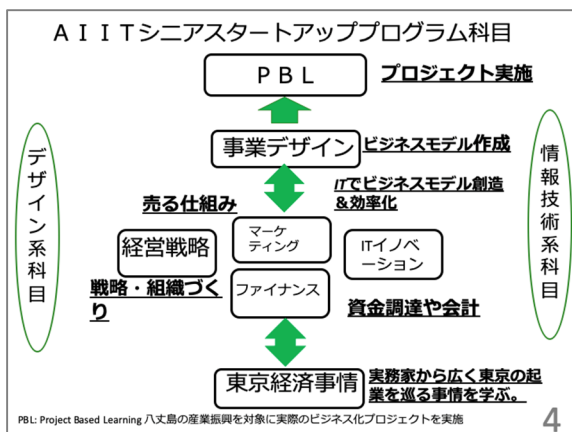 AIITシニアスタートアッププログラム科目
PBL
プロジェクト実施
事業デザイン
ビジネスモデル作成
ITでビジネスモデル創造
&効率化
売る仕組み
マーケ
ティング
経営戦略
ITイノベ
ーション
戦略・組織づく
り
ファイナンス
資金調達や会計
東京経済事情
実務家から広く東京の起
業を巡る事情を学ぶ。
デザイン系科目
情報技術系科目
PBL: Project Based Learning 八丈島の産業振興を対象に実際のビジネス化プロジェクトを実施
4